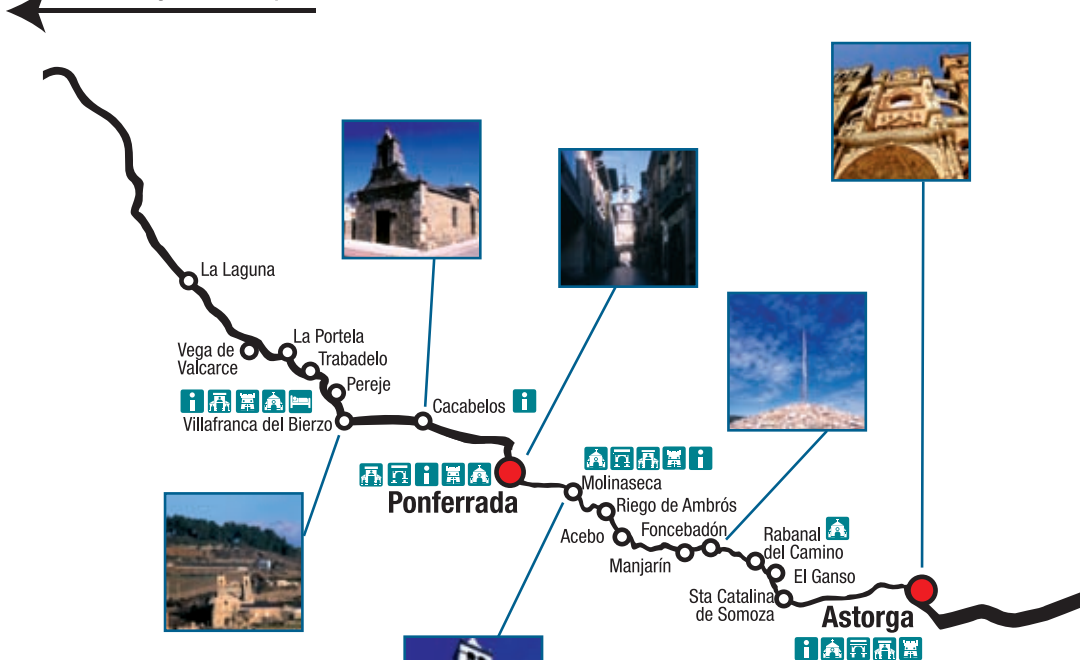 La Laguna
La Portela
Vega de
Valcarce
Trabadelo
Pereje
i
Villafranca del Bierzo
Cacabelos
i
i
Ponferrada
i
Molinaseca
Riego de Ambrós
Acebo
Foncebadón
Manjarín
Rabanal
del Camino
El Ganso
Sta Catalina
de Somoza
Astorga
i